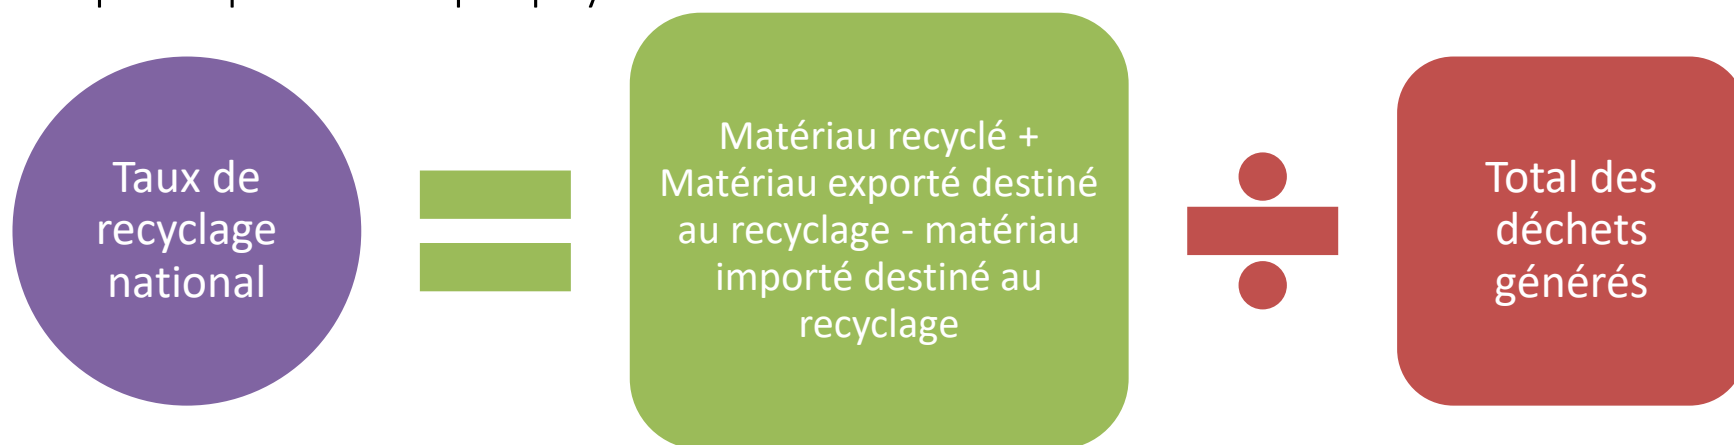 Taux de
recyclage
national
Matériau recyclé +
Matériau exporté destiné
au recyclage - matériau
importé destiné au
recyclage
Total des
déchets
générés